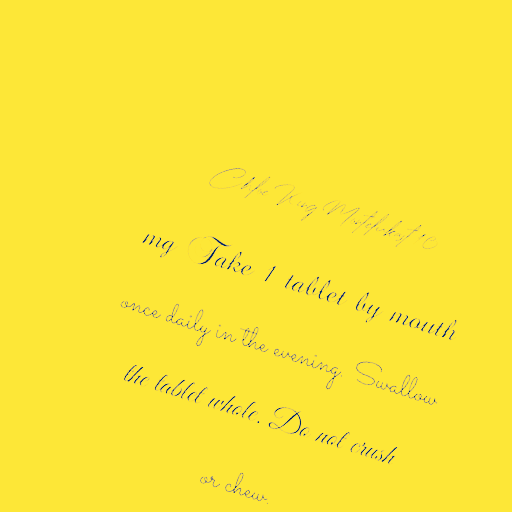 mg Take 1 tablet by mouth
once daily in the evening. Swallow
the tablet whole. Do not crush
or chew.